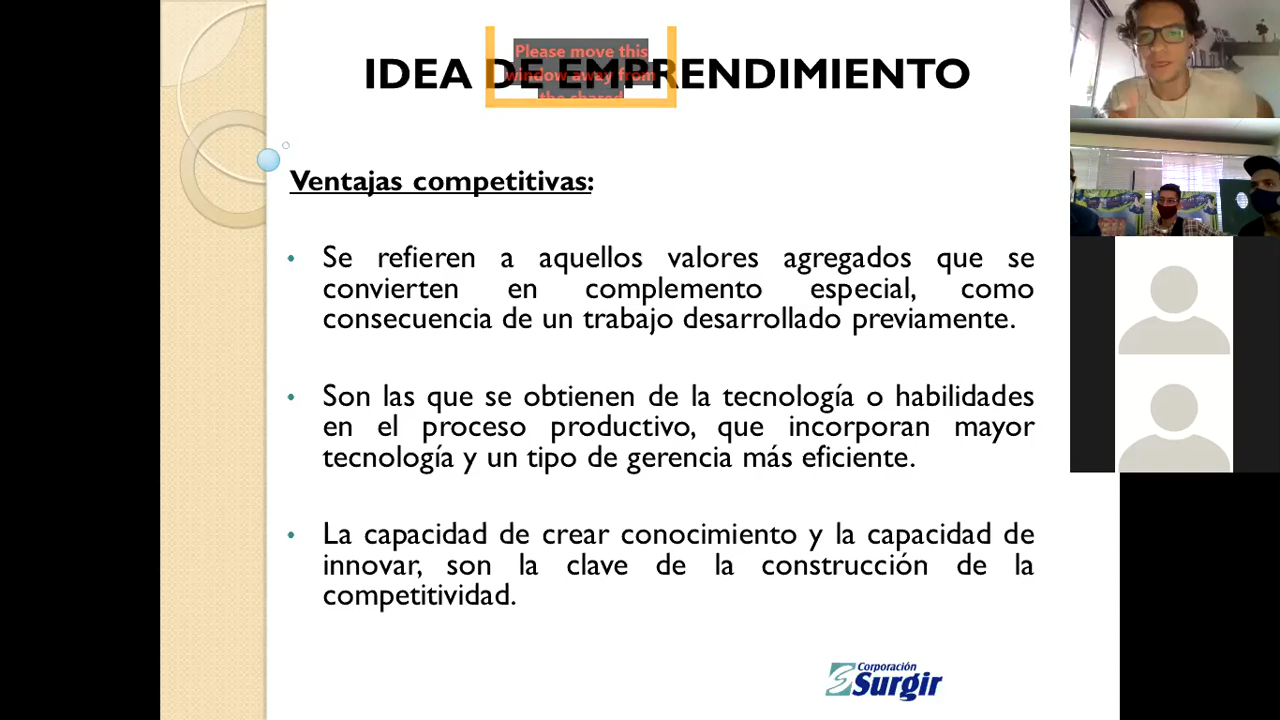 IDEA DE EMPRENDIMIENTO
Please move this
window away from
the shared
Ventajas competitivas:
• Se refieren a aquellos valores agregados que se
convierten en complemento especial, como
consecuencia de un trabajo desarrollado previamente.
• Son las que se obtienen de la tecnología o habilidades
en el proceso productivo, que incorporan mayor
tecnología y un tipo de gerencia más eficiente.
• La capacidad de crear conocimiento y la capacidad de
innovar, son la clave de la construcción de la
competitividad.
Corporación
Surgir